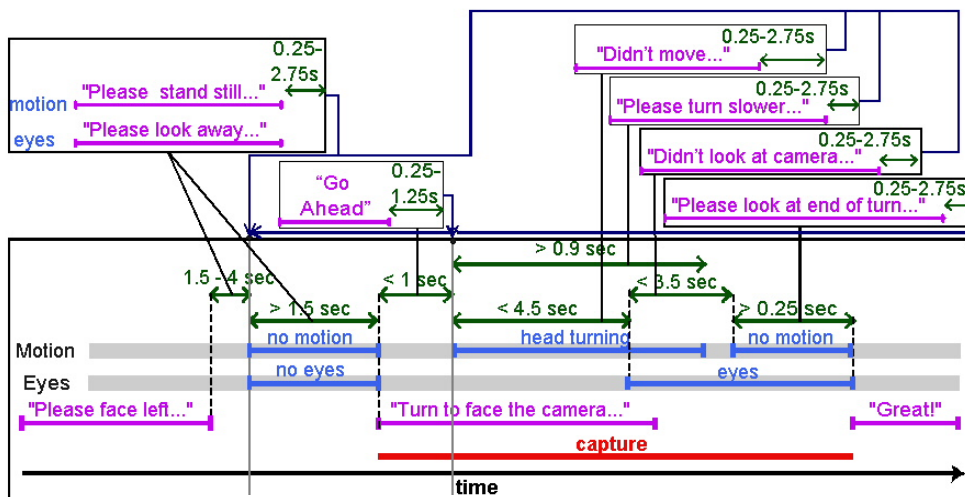 0.25-
2.75s
"Please stand still..."
motion
"Please look away..."
eyes
0.25-2.75s
"Didn't move..."
0.25-2.75s
"Please turn slower..."
0.25-2.75s
"Didn't look at camera..."
0.25-2.75s
"Please look at end of turn..."
"Go
Ahead"
0.25-
1.25s
> 0.9 sec
1.5 - 4 sec
< 1 sec
< 3.5 sec
> 1.5 sec
< 4.5 sec
> 0.25 sec
Motion
no motion
head turning
no motion
Eyes
no eyes
eyes
"Please face left..."
"Turn to face the camera..."
"Great!"
capture
time